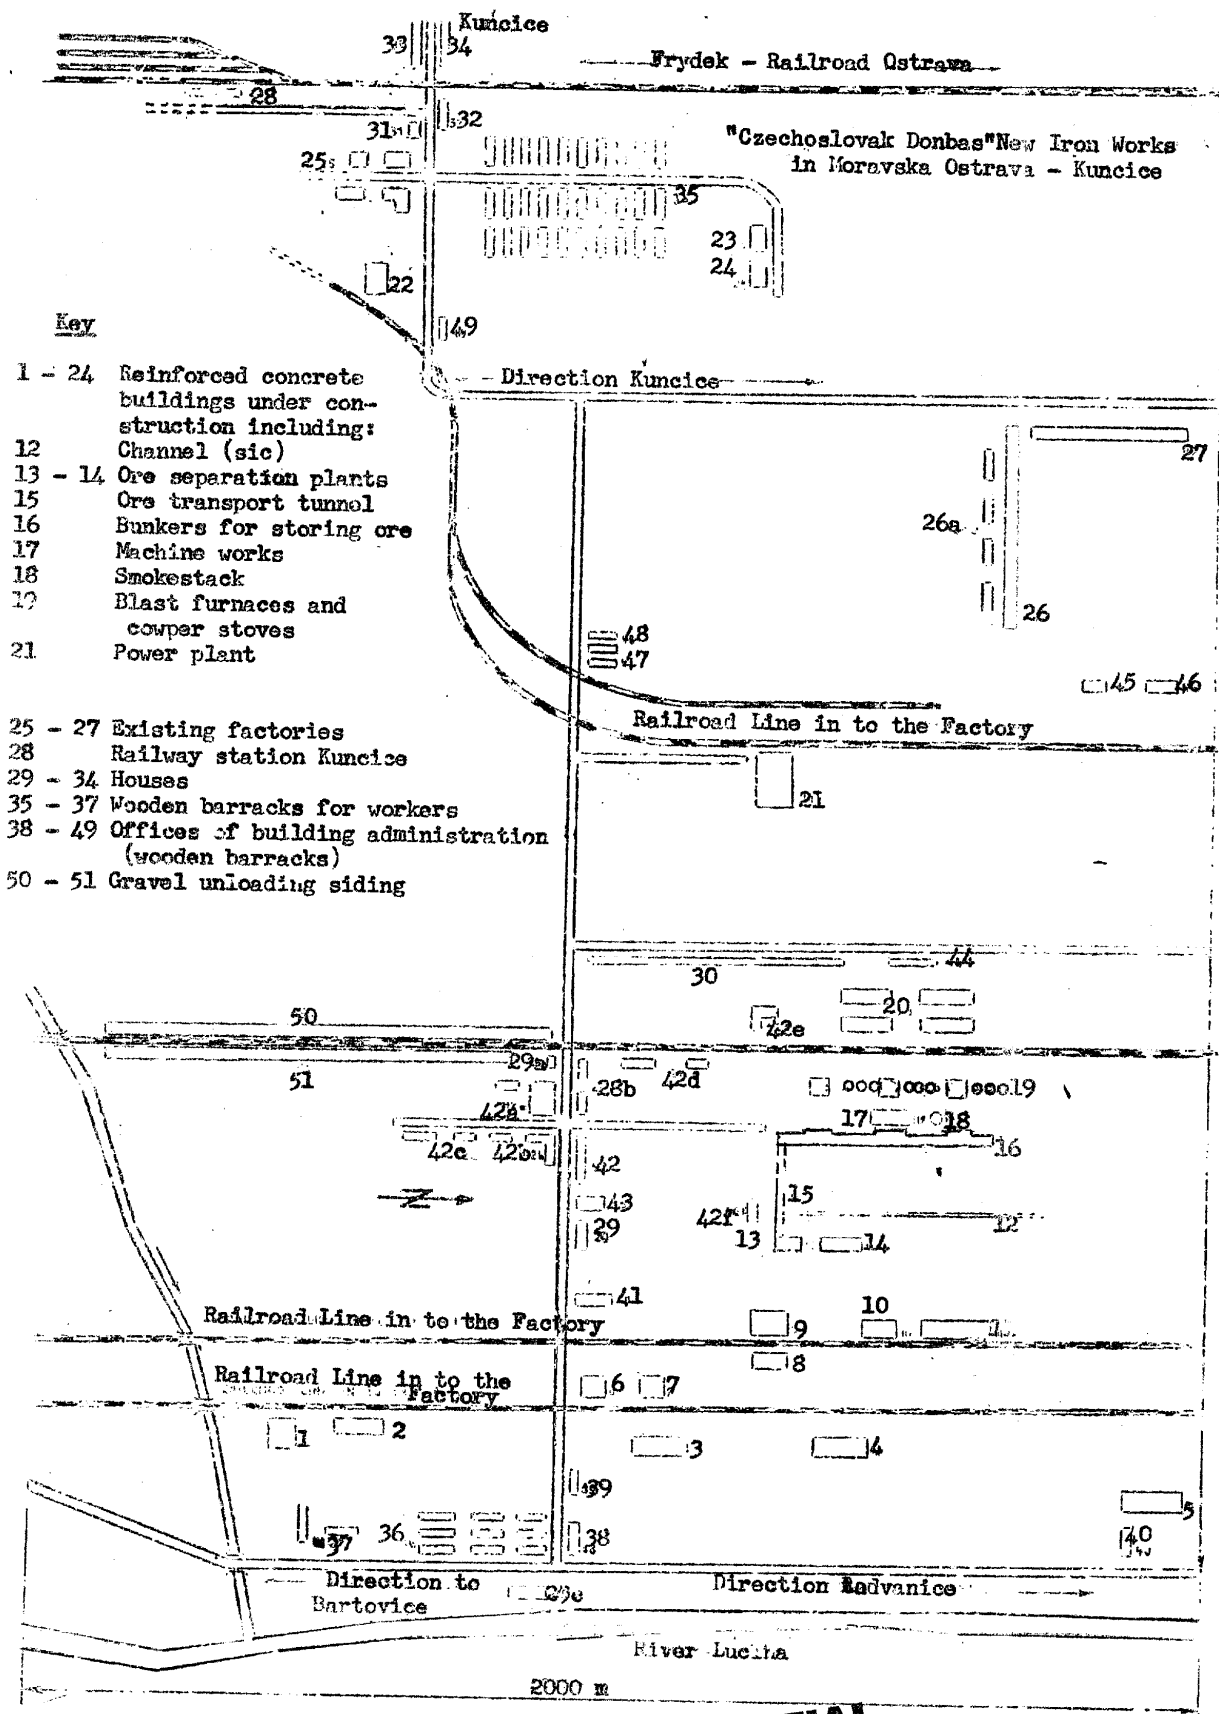 Kuncice
33 34
Frydek - Railroad Ostrava
28
32
31
"Czechoslovak Donbas"New Iron Works
in Moravska Ostrava - Kuncice
25
35
23
24
22
49
Key
1 - 24 Reinforced concrete
buildings under con-
struction including:
12 Channel (sic)
13 - 14 Ore separation plants
15 Ore transport tunnel
16 Bunkers for storing ore
17 Machine works
18 Smokestack
19 Blast furnaces and
cowper stoves
21 Power plant
25 - 27 Existing factories
28 Railway station Kuncice
29 - 34 Houses
35 - 37 Wooden barracks for workers
38 - 49 Offices of building administration
(wooden barracks)
50 - 51 Gravel unloading siding
Direction Kuncice
27
26a
26
48
47
45 46
Railroad Line in to the Factory
21
30
44
20
42e
50
29a
51
28b
42d
19
42a
17 18
16
42c 42b
42
N
43
15
42f
12
29
13 14
41
10
Railroad Line in to the Factory
9
8
Railroad Line in to the
Factory
6 7
1 2
3 4
39
5
37 36
38
40
Direction to
Bartovice
Direction Radvanice
River Lucina
2000 m